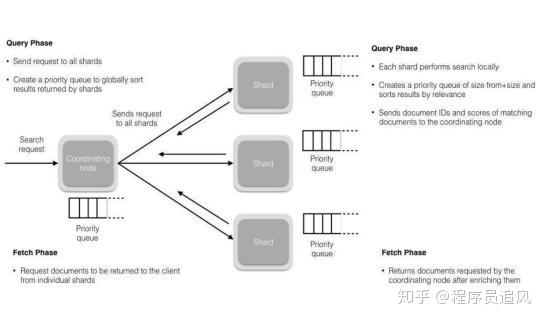 Query Phase
• Send request to all shards
• Create a priority queue to globally sort
results returned by shards
Sends request
to all shards
Search
request
Coordinating
node
Priority
queue
Fetch Phase
• Request documents to be returned to the client
from individual shards
Shard
Priority
queue
Shard
Priority
queue
Shard
Priority
queue
Query Phase
• Each shard performs search locally
• Creates a priority queue of size from+size and
sorts results by relevance
• Sends document IDs and scores of matching
documents to the coordinating node
Fetch Phase
• Returns documents requested by the
coordinating node after enriching them
知乎 @程序员追风